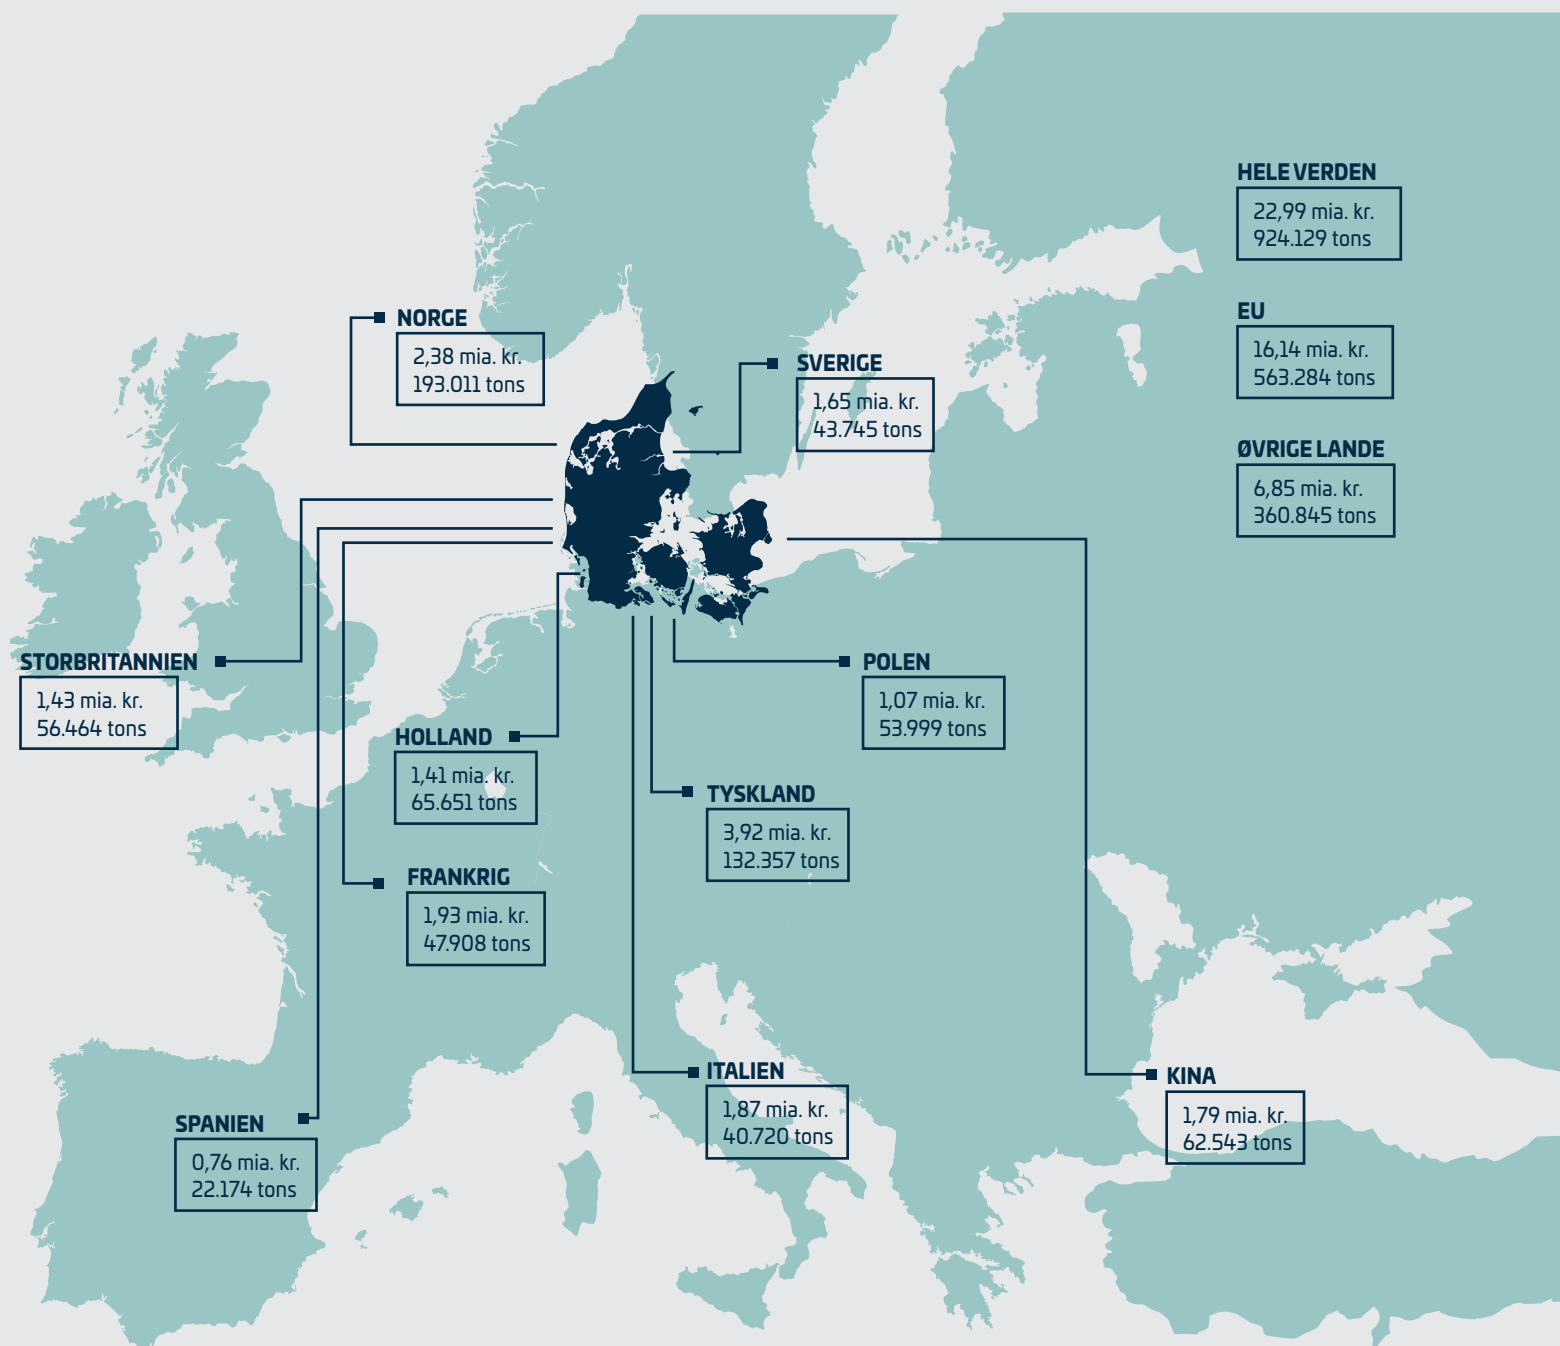 HELE VERDEN
22,99 mia. kr.
924.129 tons
EU
16,14 mia. kr.
563.284 tons
ØVRIGE LANDE
6,85 mia. kr.
360.845 tons
NORGE
2,38 mia. kr.
193.011 tons
SVERIGE
1,65 mia. kr.
43.745 tons
STORBRITANNIEN
1,43 mia. kr.
56.464 tons
POLEN
1,07 mia. kr.
53.999 tons
HOLLAND
1,41 mia. kr.
65.651 tons
TYSKLAND
3,92 mia. kr.
132.357 tons
FRANKRIG
1,93 mia. kr.
47.908 tons
ITALIEN
1,87 mia. kr.
40.720 tons
KINA
1,79 mia. kr.
62.543 tons
SPANIEN
0,76 mia. kr.
22.174 tons